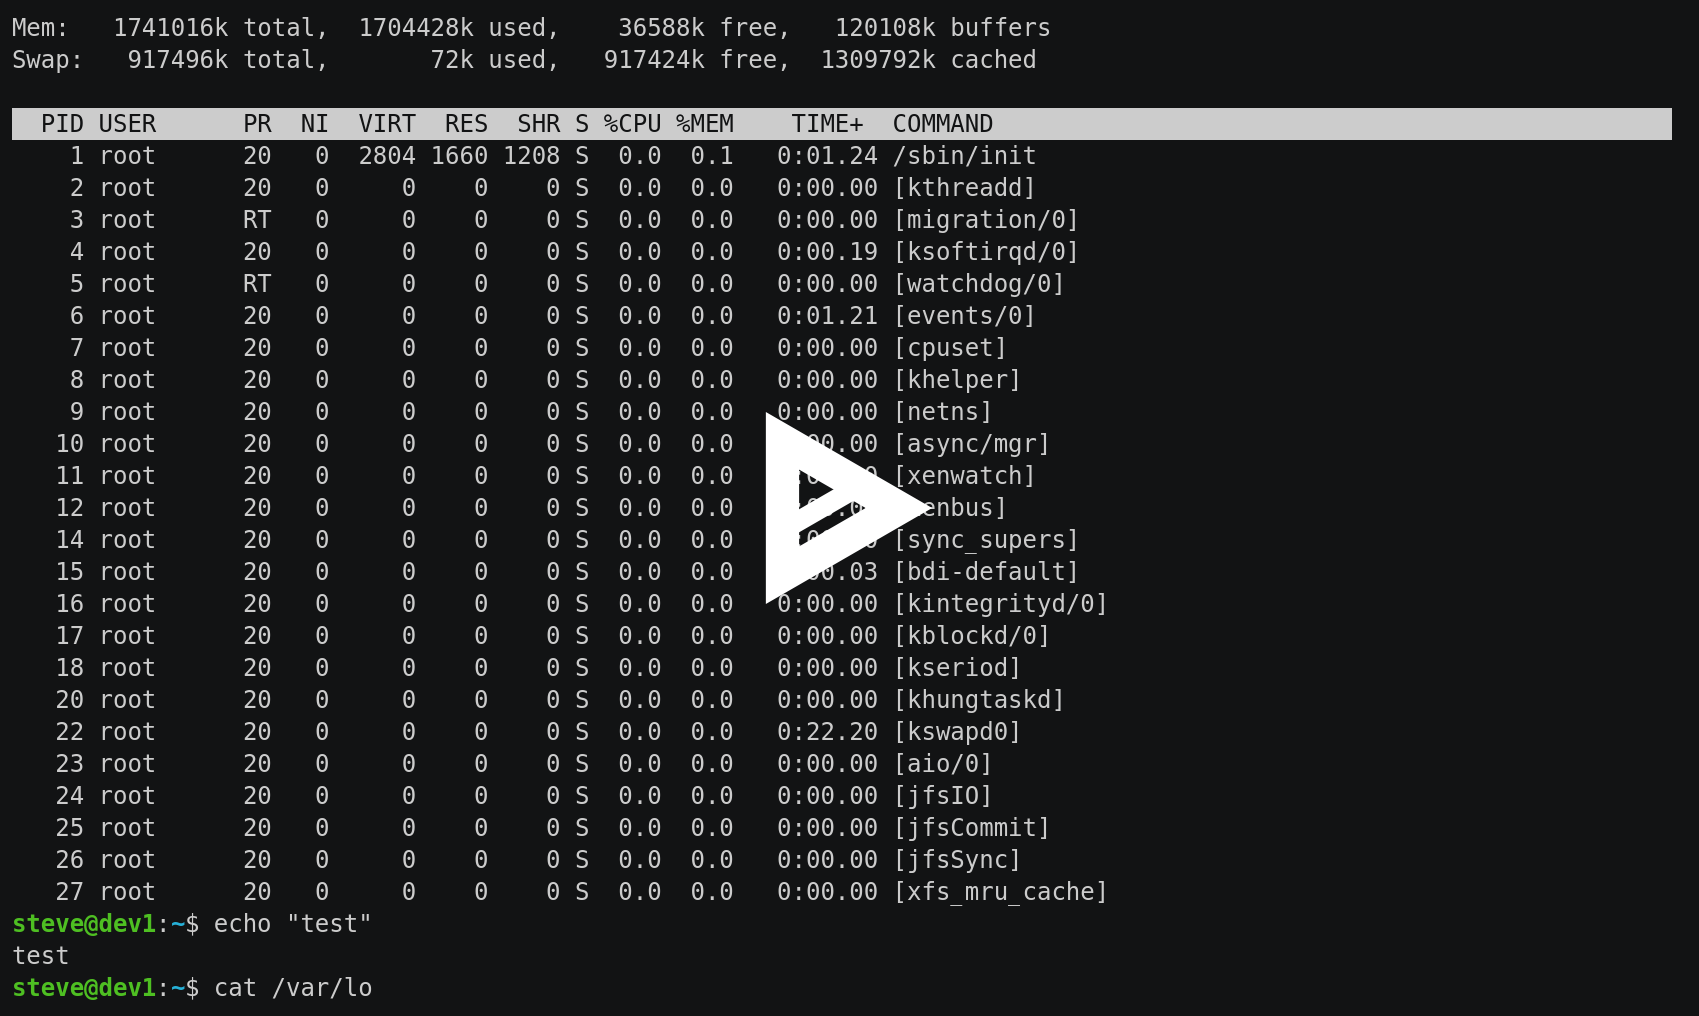 Mem:   1741016k total,  1704428k used,    36588k free,   120108k buffers
Swap:   917496k total,       72k used,   917424k free,  1309792k cached

  PID USER      PR  NI  VIRT  RES  SHR S %CPU %MEM    TIME+  COMMAND
    1 root      20   0  2804 1660 1208 S  0.0  0.1   0:01.24 /sbin/init
    2 root      20   0     0    0    0 S  0.0  0.0   0:00.00 [kthreadd]
    3 root      RT   0     0    0    0 S  0.0  0.0   0:00.00 [migration/0]
    4 root      20   0     0    0    0 S  0.0  0.0   0:00.19 [ksoftirqd/0]
    5 root      RT   0     0    0    0 S  0.0  0.0   0:00.00 [watchdog/0]
    6 root      20   0     0    0    0 S  0.0  0.0   0:01.21 [events/0]
    7 root      20   0     0    0    0 S  0.0  0.0   0:00.00 [cpuset]
    8 root      20   0     0    0    0 S  0.0  0.0   0:00.00 [khelper]
    9 root      20   0     0    0    0 S  0.0  0.0   0:00.00 [netns]
   10 root      20   0     0    0    0 S  0.0  0.0 [async/mgr]
   11 root      20   0     0    0    0 S  0.0  0.0 [xenwatch]
   12 root      20   0     0    0    0 S  0.0  0.0
   14 root      20   0     0    0    0 S  0.0  0.0 [sync_supers]
   15 root      20   0     0    0    0 S  0.0  0.0 [bdi-default]
   16 root      20   0     0    0    0 S  0.0  0.0   0:00.00 [kintegrityd/0]
   17 root      20   0     0    0    0 S  0.0  0.0   0:00.00 [kblockd/0]
   18 root      20   0     0    0    0 S  0.0  0.0   0:00.00 [kseriod]
   20 root      20   0     0    0    0 S  0.0  0.0   0:00.00 [khungtaskd]
   22 root      20   0     0    0    0 S  0.0  0.0   0:22.20 [kswapd0]
   23 root      20   0     0    0    0 S  0.0  0.0   0:00.00 [aio/0]
   24 root      20   0     0    0    0 S  0.0  0.0   0:00.00 [jfsIO]
   25 root      20   0     0    0    0 S  0.0  0.0   0:00.00 [jfsCommit]
   26 root      20   0     0    0    0 S  0.0  0.0   0:00.00 [jfsSync]
   27 root      20   0     0    0    0 S  0.0  0.0   0:00.00 [xfs_mru_cache]
steve@dev1:~$ echo "test"
test
steve@dev1:~$ cat /var/lo